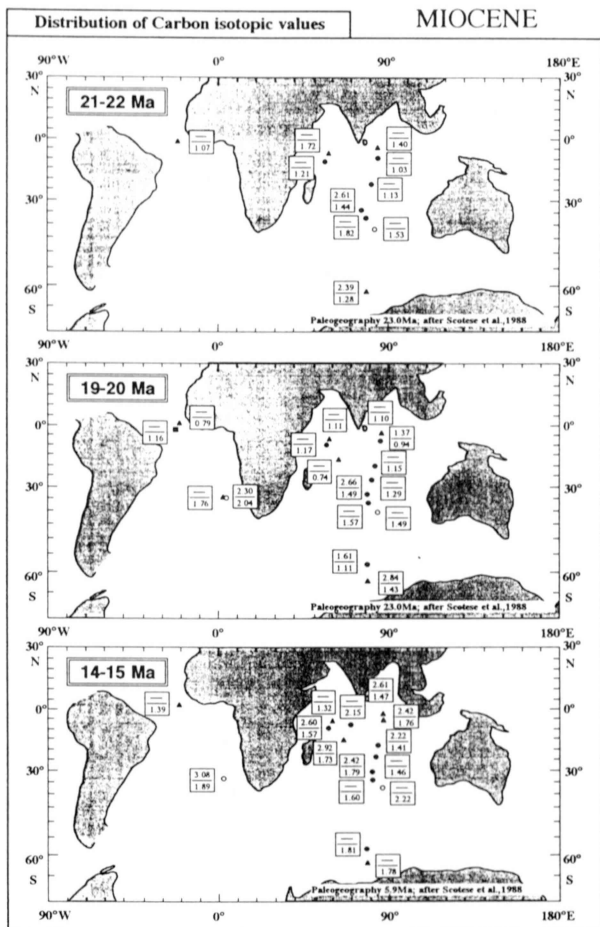 Distribution of Carbon isotopic values
MIOCENE
90°W 0° 90° 180°E
30° 30°
N N
21-22 Ma
0° 0°
— 1.07
— 1.72
— 1.40
— 1.21
— 1.03
— 1.13
30° 30°
2.61 1.44
— 1.82
— 1.53
60° 60°
S S
2.39 1.28
Paleogeography 23.0Ma; after Scotese et al.,1988
90°W 0° 90° 180°E
30° 30°
N N
19-20 Ma
0° 0°
— 0.79
— 1.16
— 1.11
— 1.10
1.37 0.94
— 1.17
— 1.15
— 0.74
30° 30°
— 1.76
2.30 2.04
2.66 1.49
— 1.29
— 1.57
— 1.49
1.61 1.11
60° 60°
S S
2.84 1.43
Paleogeography 23.0Ma; after Scotese et al.,1988
90°W 0° 90° 180°E
30° 30°
N N
14-15 Ma
0° 0°
— 1.39
— 1.32
— 2.15
2.61 1.47
2.42 1.76
2.60 1.57
2.22 1.41
2.92 1.73
2.42 1.79
— 1.46
30° 30°
3.08 1.89
— 1.60
— 2.22
60° 60°
S S
— 1.81
— 1.78
Paleogeography 5.9Ma; after Scotese et al.,1988
90°W 0° 90° 180°E